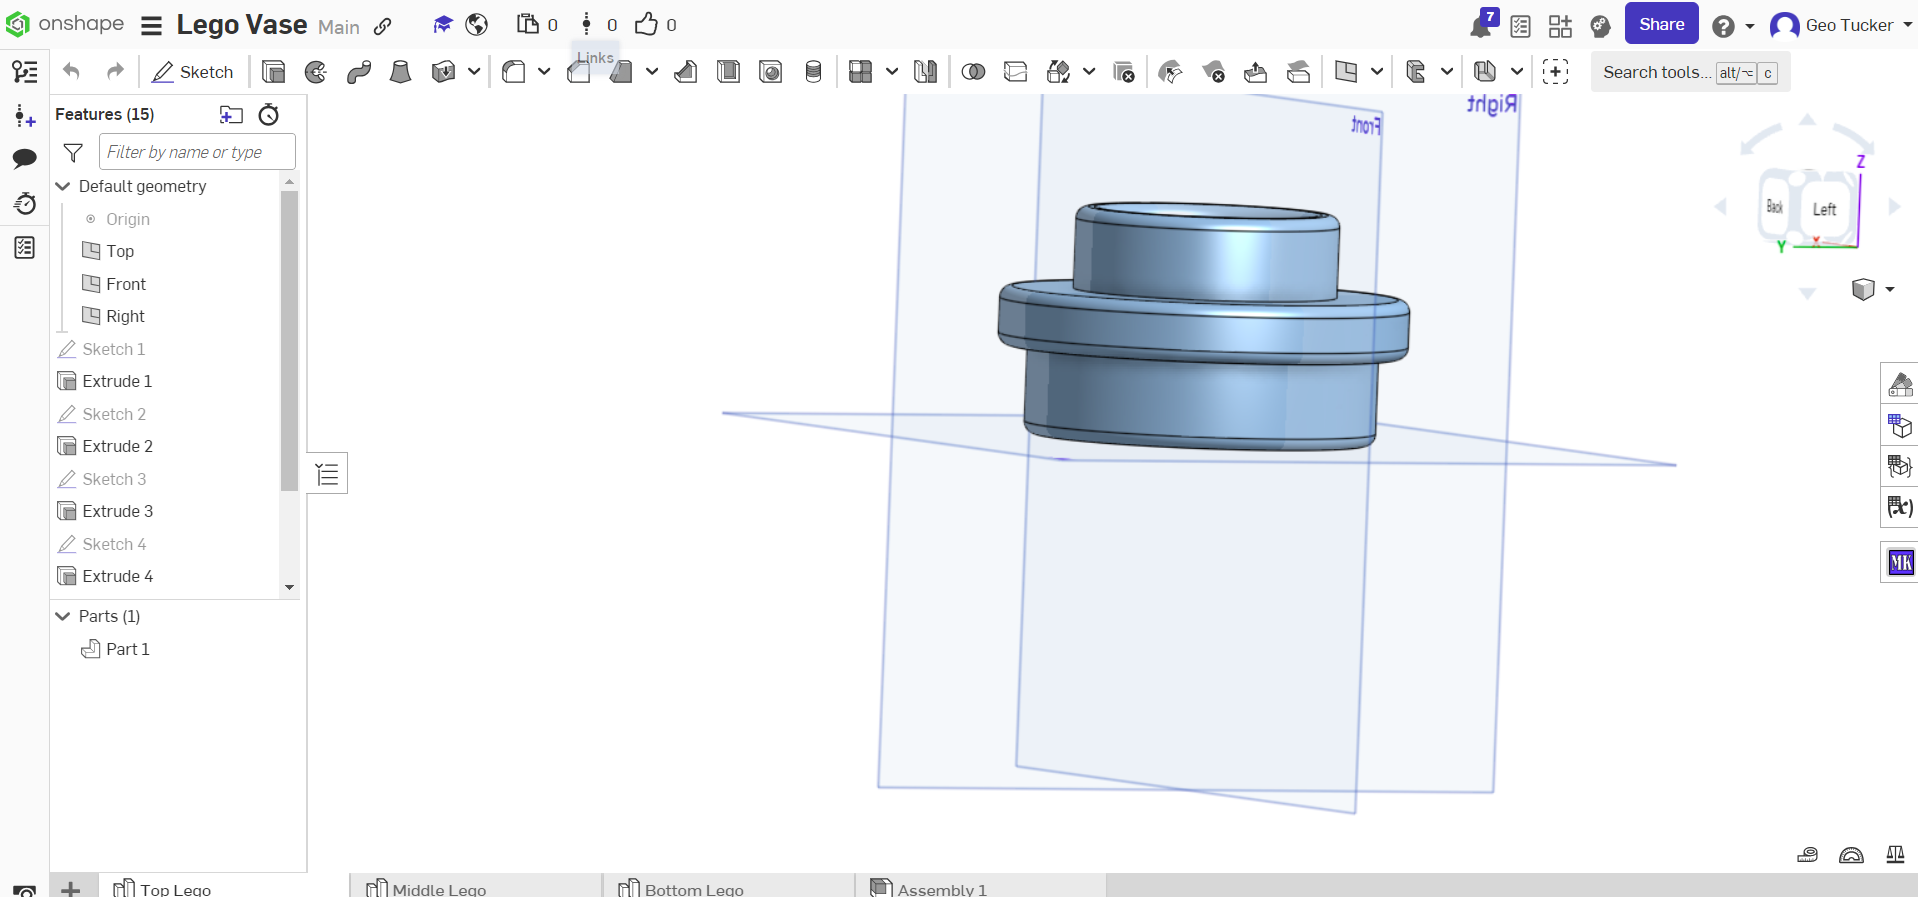 onshape Lego Vase Main 0 0 0 7 Share Geo Tucker
Links
Sketch Search tools... alt/⌥ c
Features (15)
Filter by name or type
Default geometry
Origin
Top
Front
Right
Sketch 1
Extrude 1
Sketch 2
Extrude 2
Sketch 3
Extrude 3
Sketch 4
Extrude 4
Parts (1)
Part 1
Right
Front
Z
Back Left
Y X
(x)
MK
Top Lego Middle Lego Bottom Lego Assembly 1